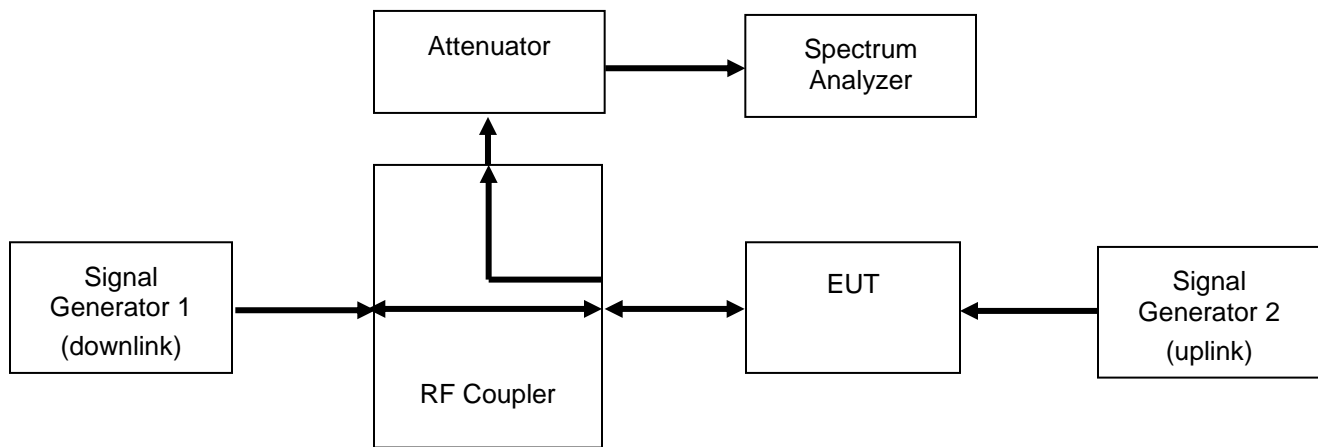 Attenuator
Spectrum
Analyzer
Signal
Generator 1
(downlink)
EUT
Signal
Generator 2
(uplink)
RF Coupler